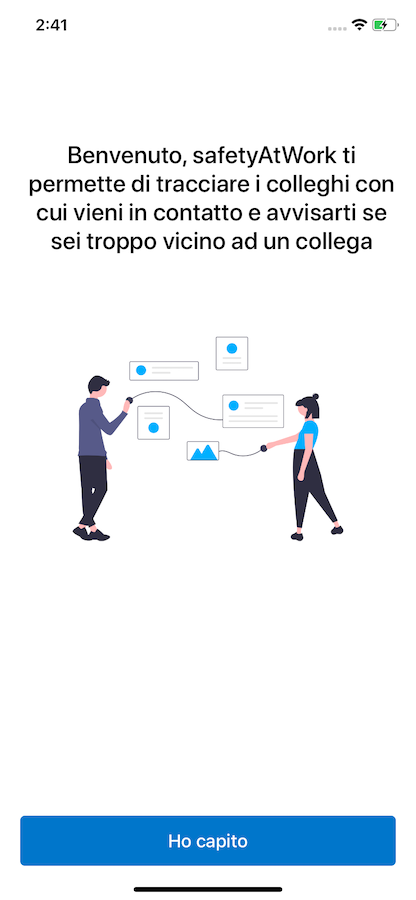 2:41
Benvenuto, safetyAtWork ti
permette di tracciare i colleghi con
cui vieni in contatto e avvisarti se
sei troppo vicino ad un collega
Ho capito